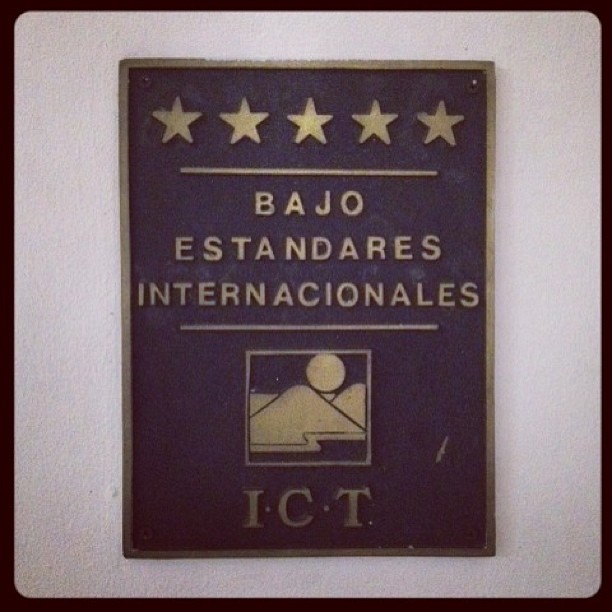 BAJO
ESTANDARES
INTERNACIONALES
I·C·T.